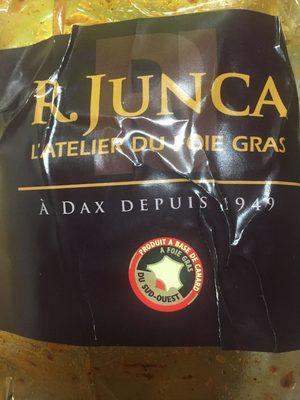 R. JUNCA
L'ATELIER DU FOIE GRAS
À DAX DEPUIS 1949
PRODUIT A BASE DE CANARD
A FOIE GRAS
DU SUD-OUEST